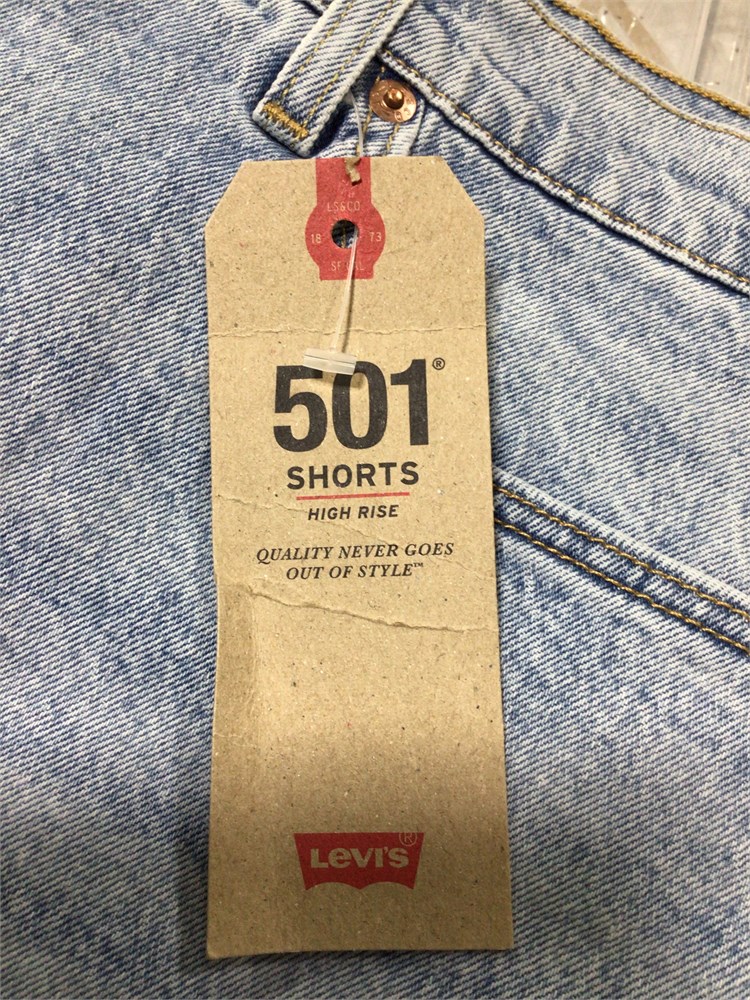 LS&CO
18 73
501®
SHORTS
HIGH RISE
QUALITY NEVER GOES
OUT OF STYLE™
LEVI'S®